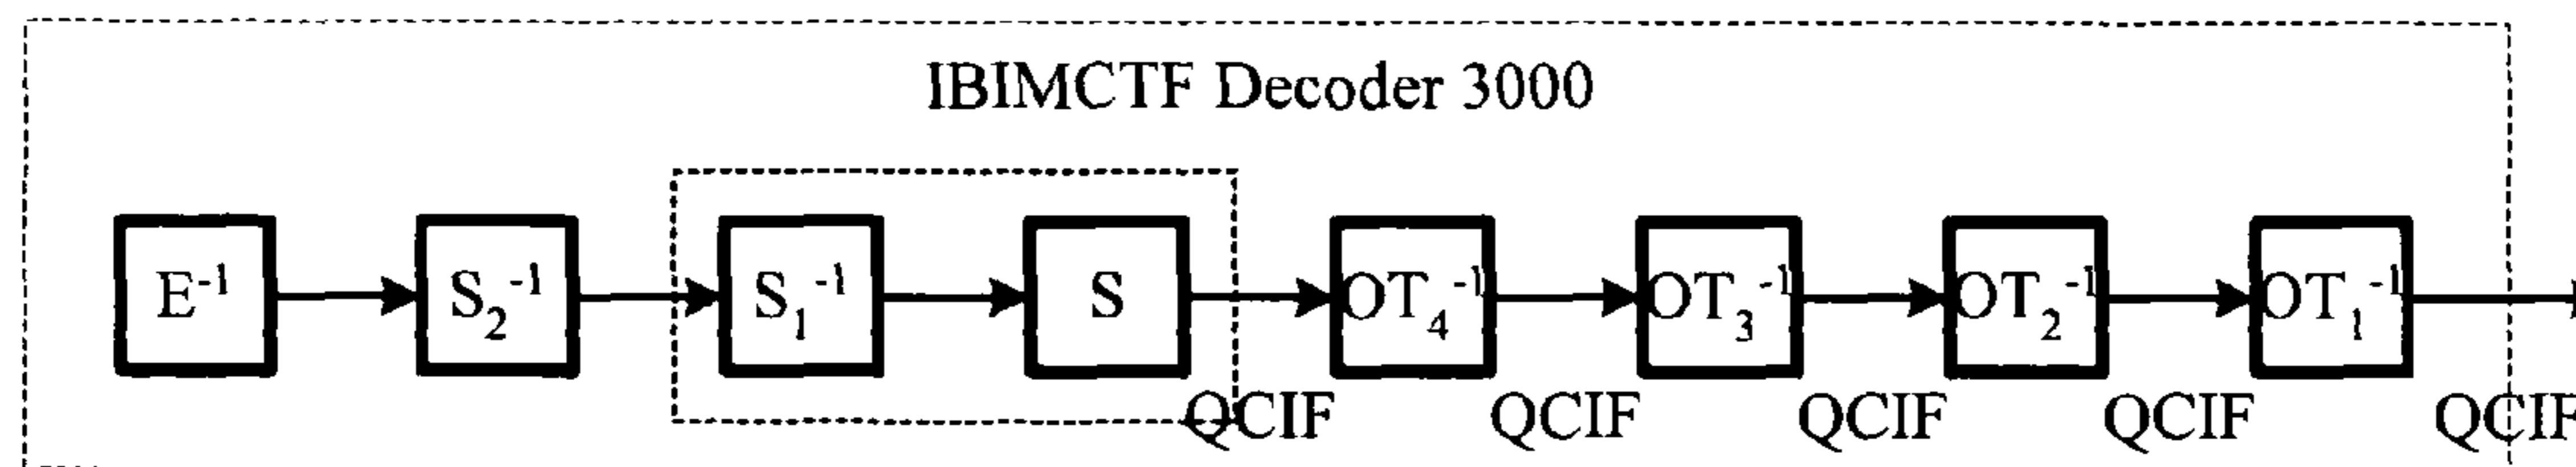 IBIMCTF Decoder 3000
E⁻¹ S₂⁻¹ S₁⁻¹ S OT₄⁻¹ OT₃⁻¹ OT₂⁻¹ OT₁⁻¹
QCIF QCIF QCIF QCIF QCIF